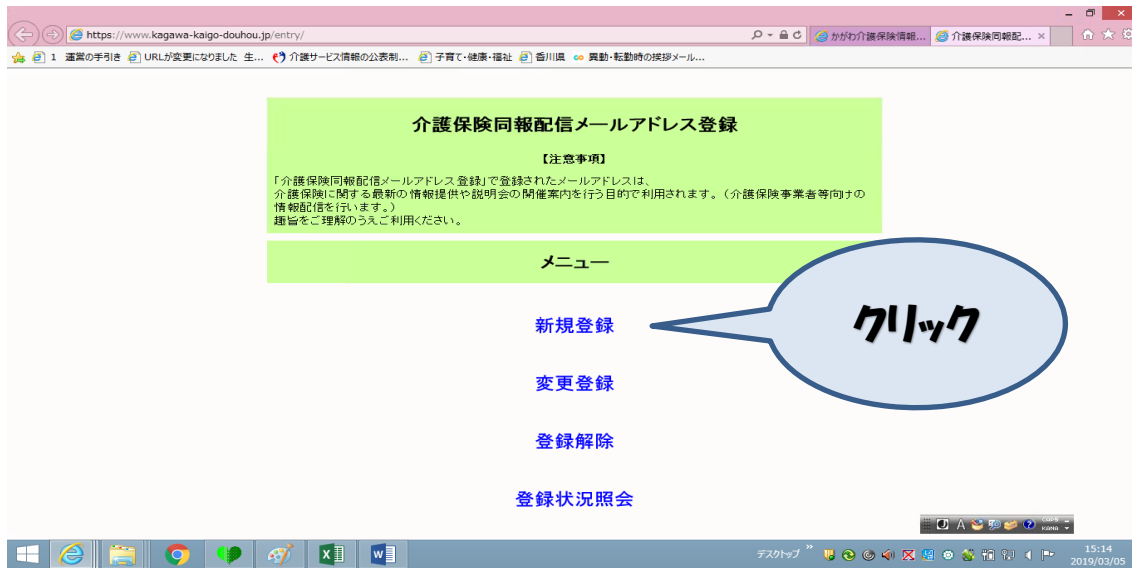 https://www.kagawa-kaigo-douhou.jp/entry/
かがわ介護保険情報...
介護保険同報配... ×
1 運営の手引き
URLが変更になりました 生...
介護サービス情報の公表制...
子育て・健康・福祉
香川県
異動・転勤時の挨拶メール...
介護保険同報配信メールアドレス登録
【注意事項】
「介護保険同報配信メールアドレス登録」で登録されたメールアドレスは、
介護保険に関する最新の情報提供や説明会の開催案内を行う目的で利用されます。（介護保険事業者等向けの
情報配信を行います。）
趣旨をご理解のうえご利用ください。
メニュー
新規登録
クリック
変更登録
登録解除
登録状況照会
A
CAPS
KANA
デスクトップ
15:14
2019/03/05